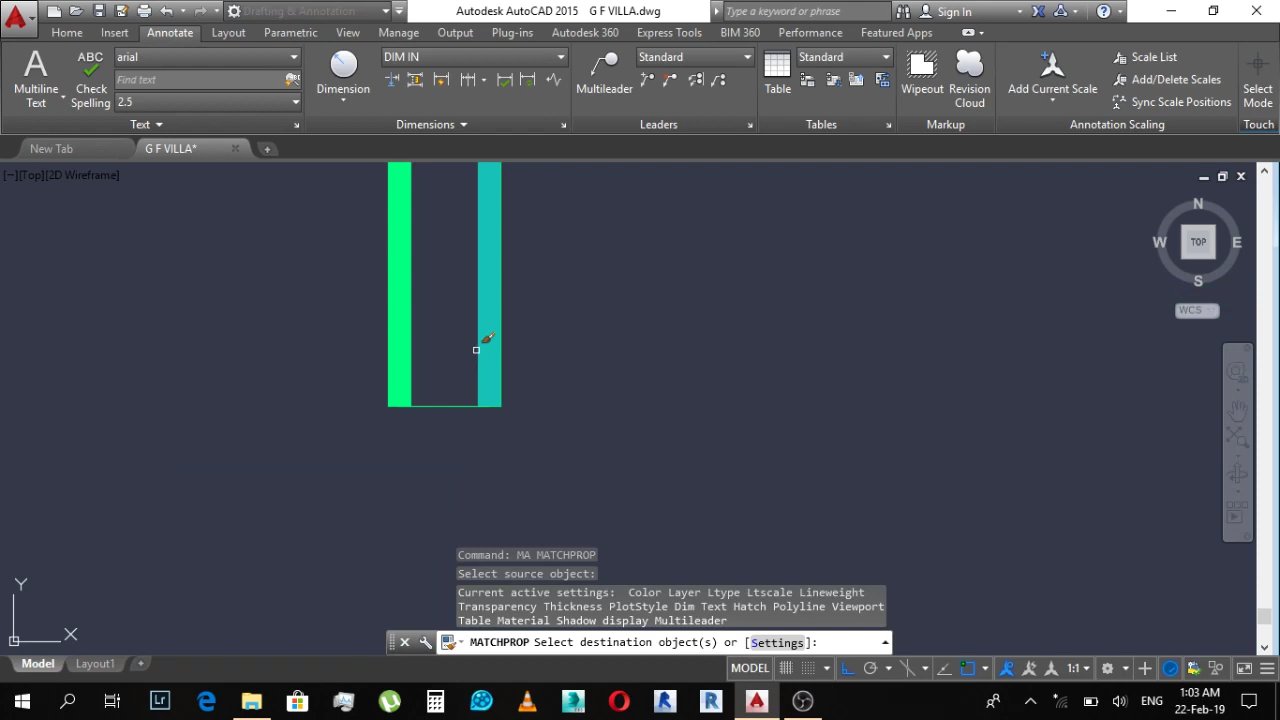 Drafting & Annotation
Autodesk AutoCAD 2015 G F VILLA.dwg
Type a keyword or phrase
Sign In
Home Insert Annotate Layout Parametric View Manage Output Plug-ins Autodesk 360 Express Tools BIM 360 Performance Featured Apps
A
Multiline
Text
ABC
Check
Spelling
arial
Find text
2.5
Text
Dimension
DIM IN
Dimensions
Multileader
Standard
Leaders
Table
Standard
Tables
Wipeout
Revision
Cloud
Markup
Add Current Scale
Scale List
Add/Delete Scales
Sync Scale Positions
Annotation Scaling
Select
Mode
Touch
New Tab
G F VILLA*
[−][Top][2D Wireframe]
N
W TOP E
S
WCS
Command: MA MATCHPROP
Select source object:
Current active settings: Color Layer Ltype Ltscale Lineweight
Transparency Thickness PlotStyle Dim Text Hatch Polyline Viewport
Table Material Shadow display Multileader
MATCHPROP Select destination object(s) or [Settings]:
Y
X
Model Layout1
MODEL 1:1
Lr
R
R
A
ENG
1:03 AM
22-Feb-19